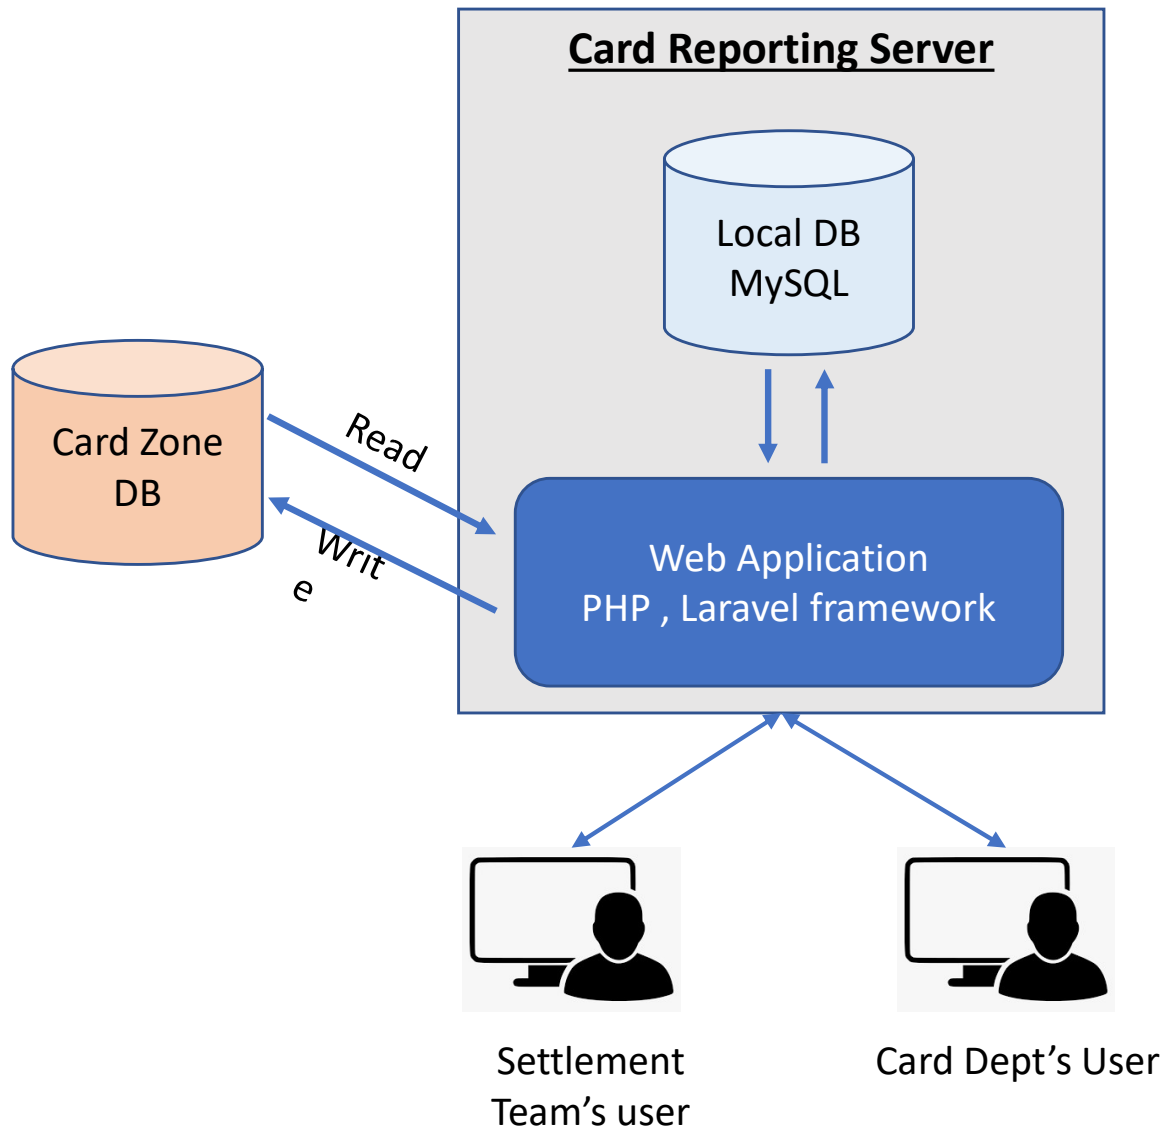 Card Reporting Server
Local DB
MySQL
Card Zone
DB
Read
Writ
e
Web Application
PHP , Laravel framework
Settlement
Team’s user
Card Dept’s User